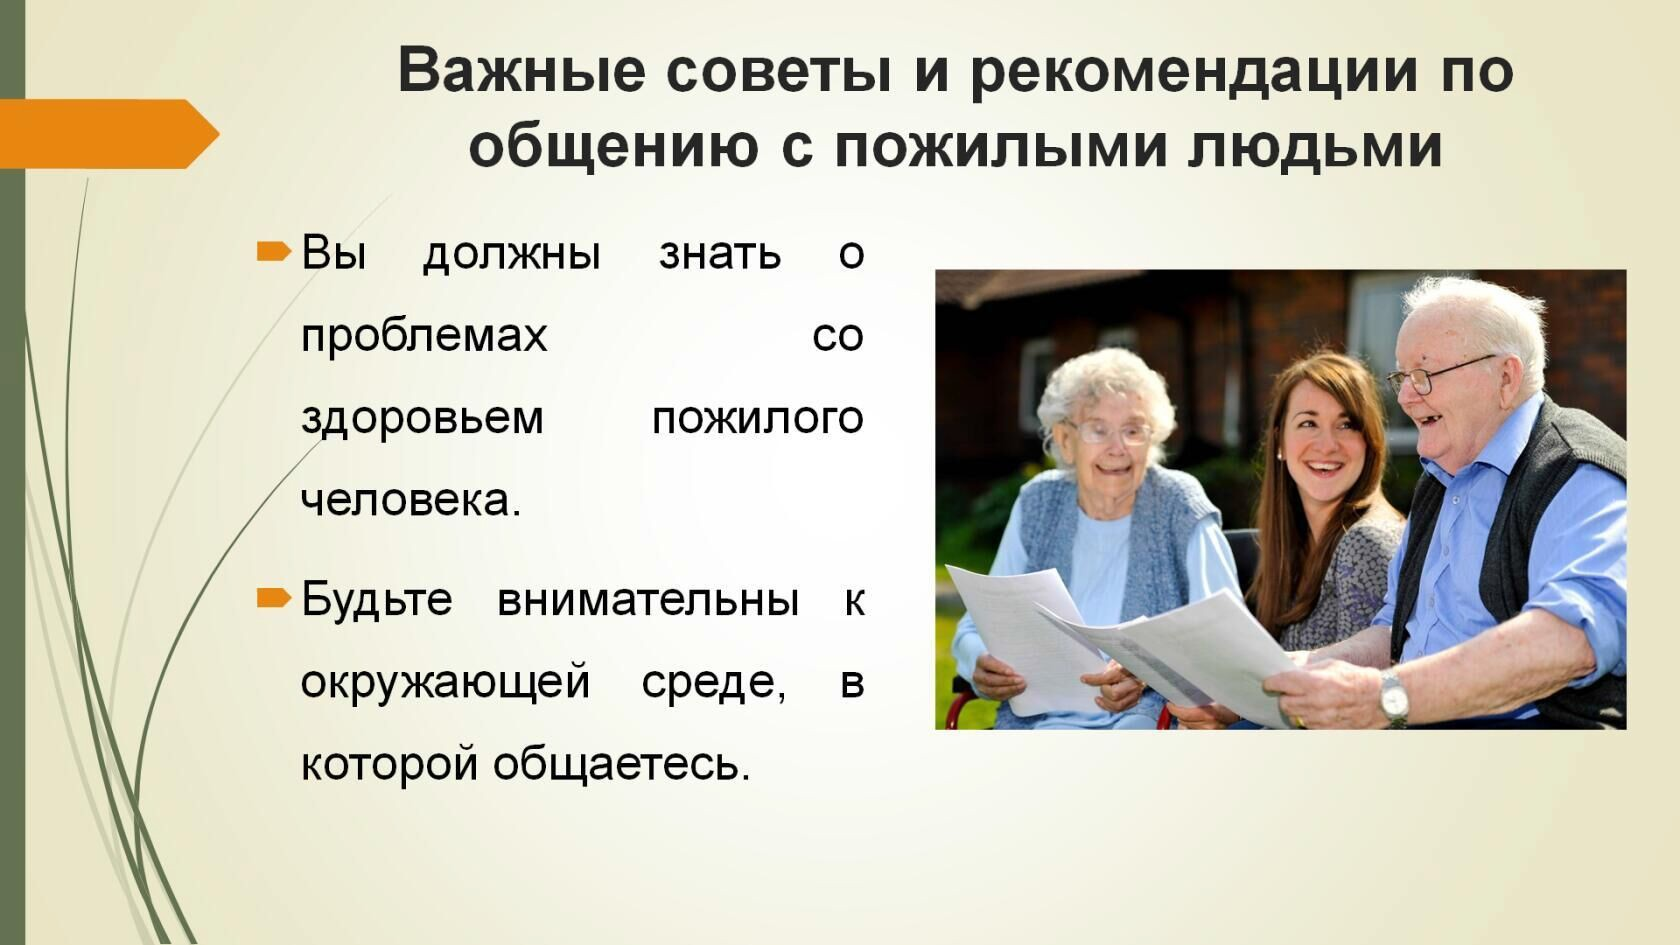 Важные советы и рекомендации по
общению с пожилыми людьми
Вы должны знать о
проблемах со
здоровьем пожилого
человека.
Будьте внимательны к
окружающей среде, в
которой общаетесь.